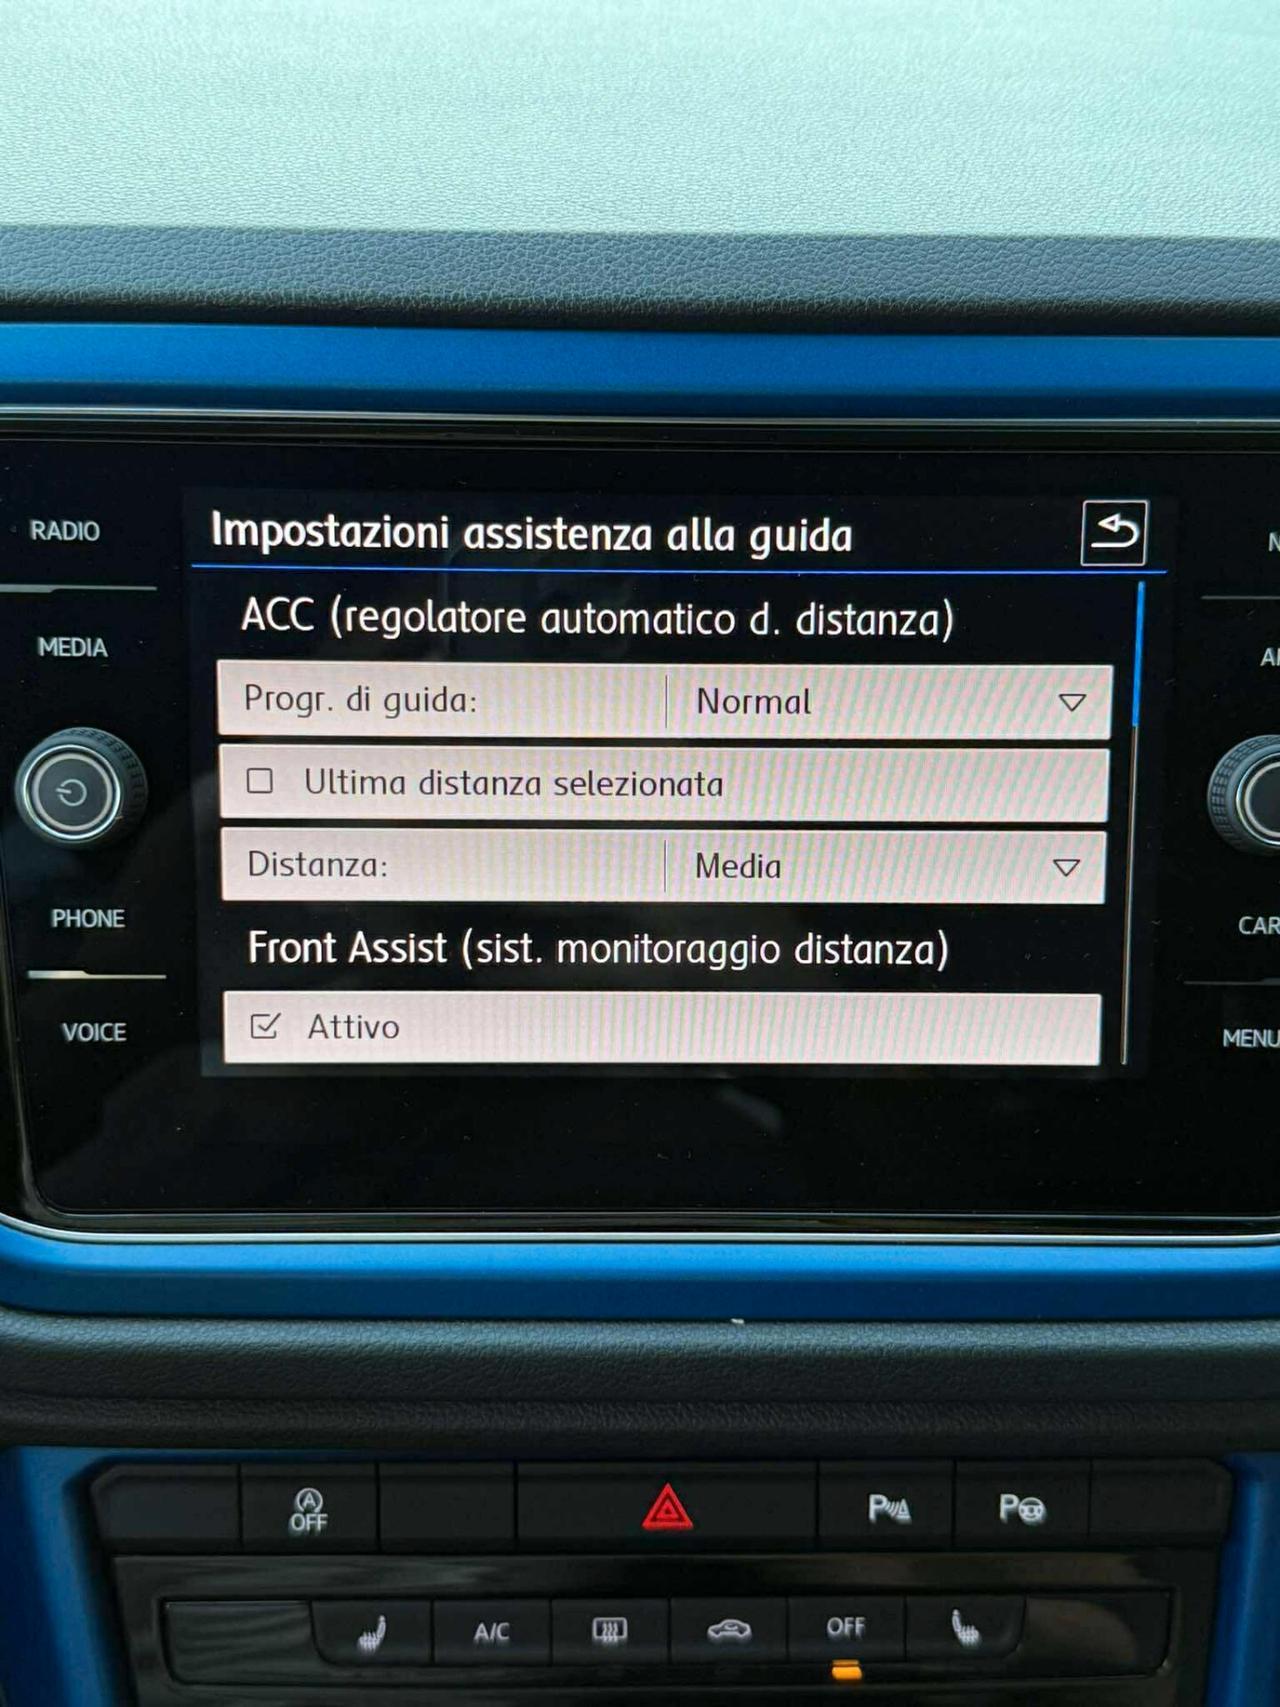 RADIO
MEDIA
PHONE
VOICE
Impostazioni assistenza alla guida
ACC (regolatore automatico d. distanza)
Progr. di guida: Normal
Ultima distanza selezionata
Distanza: Media
Front Assist (sist. monitoraggio distanza)
Attivo
CAR
MENU
A
OFF
P
P
A/C
OFF